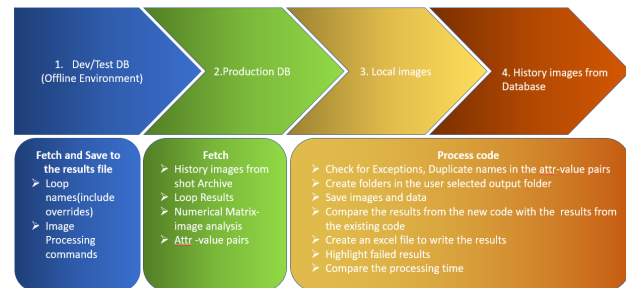 1. Dev/Test DB
(Offline Environment)
2.Production DB
3. Local images
4. History images from
Database
Fetch and Save to
the results file
➢ Loop
names(include
overrides)
➢ Image
Processing
commands
Fetch
➢ History images from
shot Archive
➢ Loop Results
➢ Numerical Matrix-
image analysis
➢ Attr -value pairs
Process code
➢ Check for Exceptions, Duplicate names in the attr-value pairs
➢ Create folders in the user selected output folder
➢ Save images and data
➢ Compare the results from the new code with the results from
the existing code
➢ Create an excel file to write the results
➢ Highlight failed results
➢ Compare the processing time